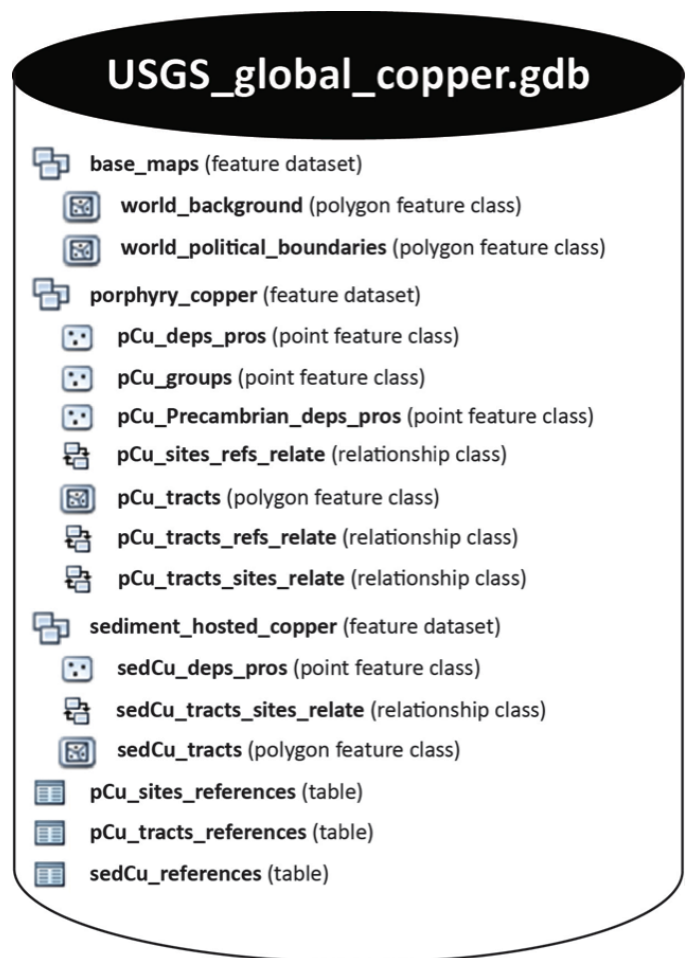 USGS_global_copper.gdb
base_maps (feature dataset)
world_background (polygon feature class)
world_political_boundaries (polygon feature class)
porphyry_copper (feature dataset)
pCu_deps_pros (point feature class)
pCu_groups (point feature class)
pCu_Precambrian_deps_pros (point feature class)
pCu_sites_refs_relate (relationship class)
pCu_tracts (polygon feature class)
pCu_tracts_refs_relate (relationship class)
pCu_tracts_sites_relate (relationship class)
sediment_hosted_copper (feature dataset)
sedCu_deps_pros (point feature class)
sedCu_tracts_sites_relate (relationship class)
sedCu_tracts (polygon feature class)
pCu_sites_references (table)
pCu_tracts_references (table)
sedCu_references (table)